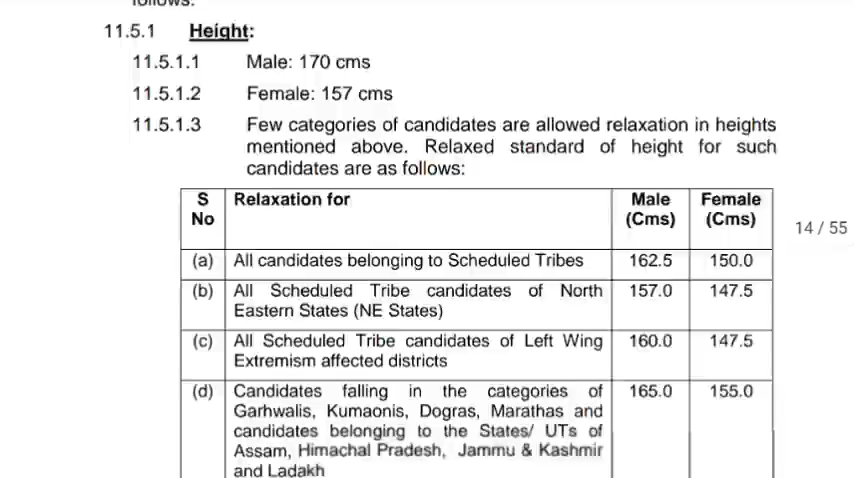 follows:
11.5.1 Height:
11.5.1.1 Male: 170 cms
11.5.1.2 Female: 157 cms
11.5.1.3 Few categories of candidates are allowed relaxation in heights
mentioned above. Relaxed standard of height for such
candidates are as follows:
S No Relaxation for Male (Cms) Female (Cms)
14 / 55
(a) All candidates belonging to Scheduled Tribes 162.5 150.0
(b) All Scheduled Tribe candidates of North 157.0 147.5
Eastern States (NE States)
(c) All Scheduled Tribe candidates of Left Wing 160.0 147.5
Extremism affected districts
(d) Candidates falling in the categories of 165.0 155.0
Garhwalis, Kumaonis, Dogras, Marathas and
candidates belonging to the States/ UTs of
Assam, Himachal Pradesh, Jammu & Kashmir
and Ladakh